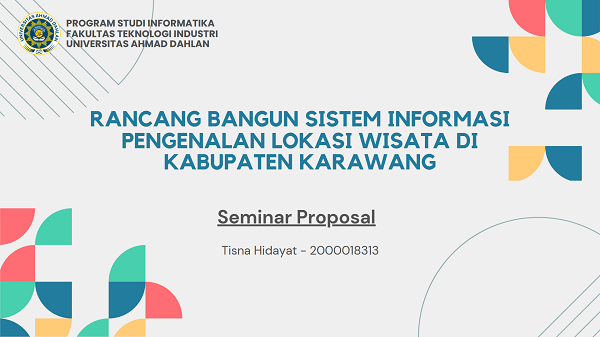 PROGRAM STUDI INFORMATIKA
FAKULTAS TEKNOLOGI INDUSTRI
UNIVERSITAS AHMAD DAHLAN
RANCANG BANGUN SISTEM INFORMASI
PENGENALAN LOKASI WISATA DI
KABUPATEN KARAWANG
Seminar Proposal
Tisna Hidayat - 2000018313